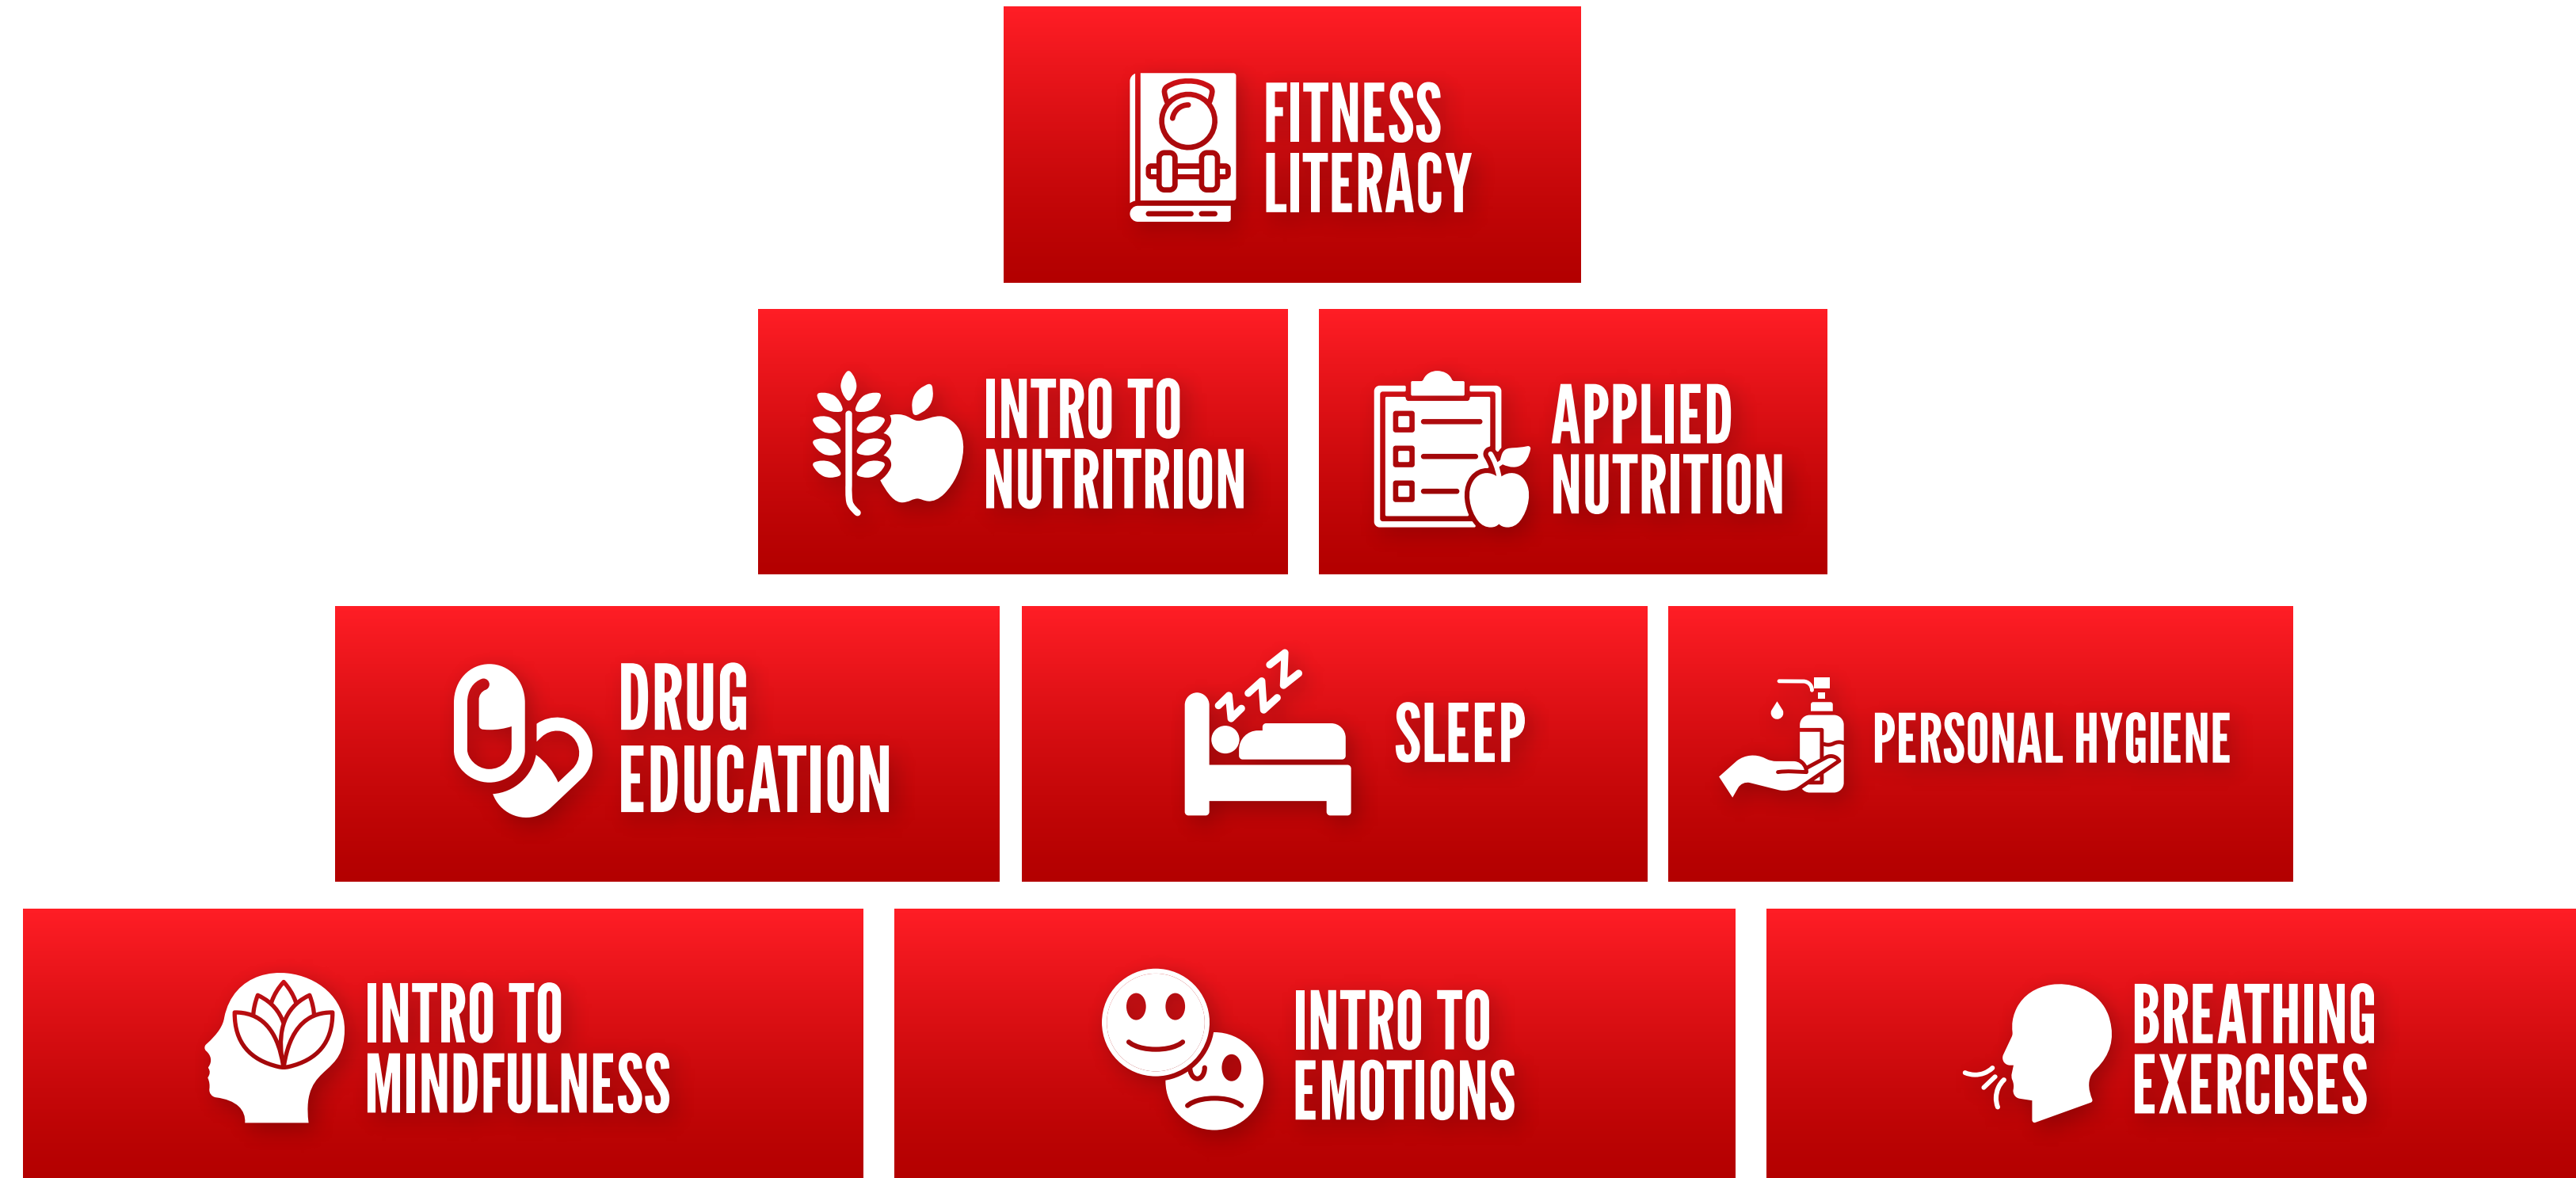 FITNESS
LITERACY
INTRO TO
NUTRITRION
APPLIED
NUTRITION
DRUG
EDUCATION
zzz
SLEEP
PERSONAL HYGIENE
INTRO TO
MINDFULNESS
INTRO TO
EMOTIONS
BREATHING
EXERCISES